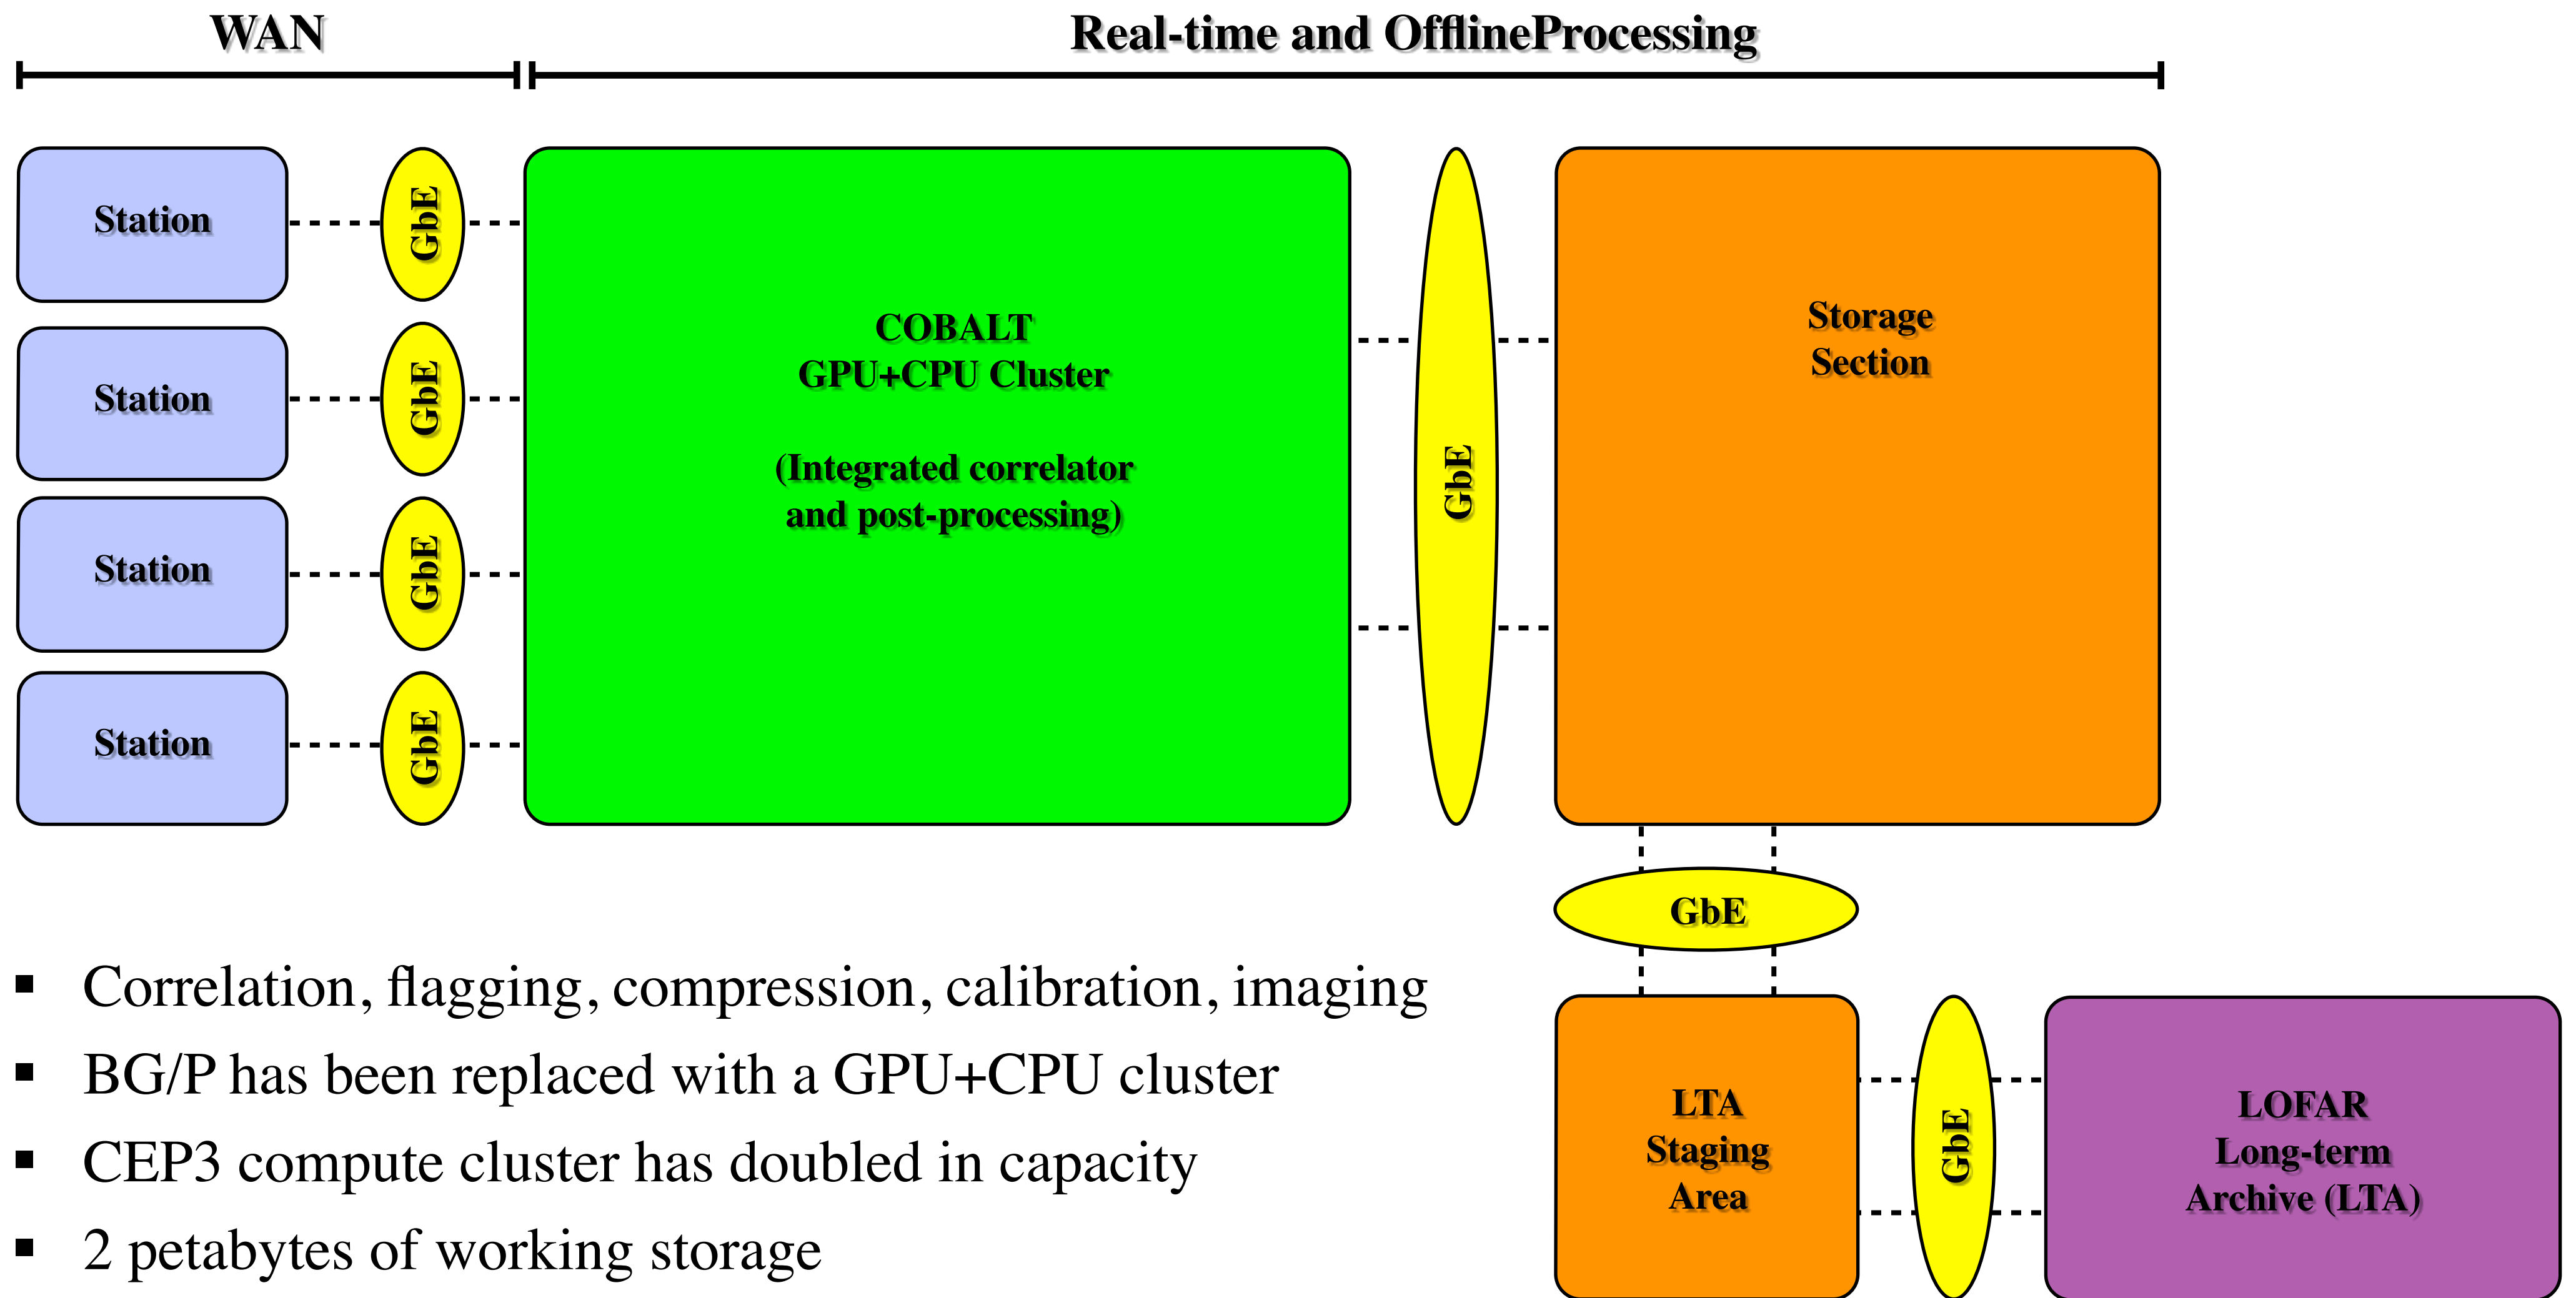 WAN
Real-time and OfflineProcessing
Station
GbE
Station
GbE
Station
GbE
Station
GbE
COBALT
GPU+CPU Cluster
(Integrated correlator
and post-processing)
GbE
Storage
Section
GbE
▪ Correlation, flagging, compression, calibration, imaging
▪ BG/P has been replaced with a GPU+CPU cluster
▪ CEP3 compute cluster has doubled in capacity
▪ 2 petabytes of working storage
LTA
Staging
Area
GbE
LOFAR
Long-term
Archive (LTA)